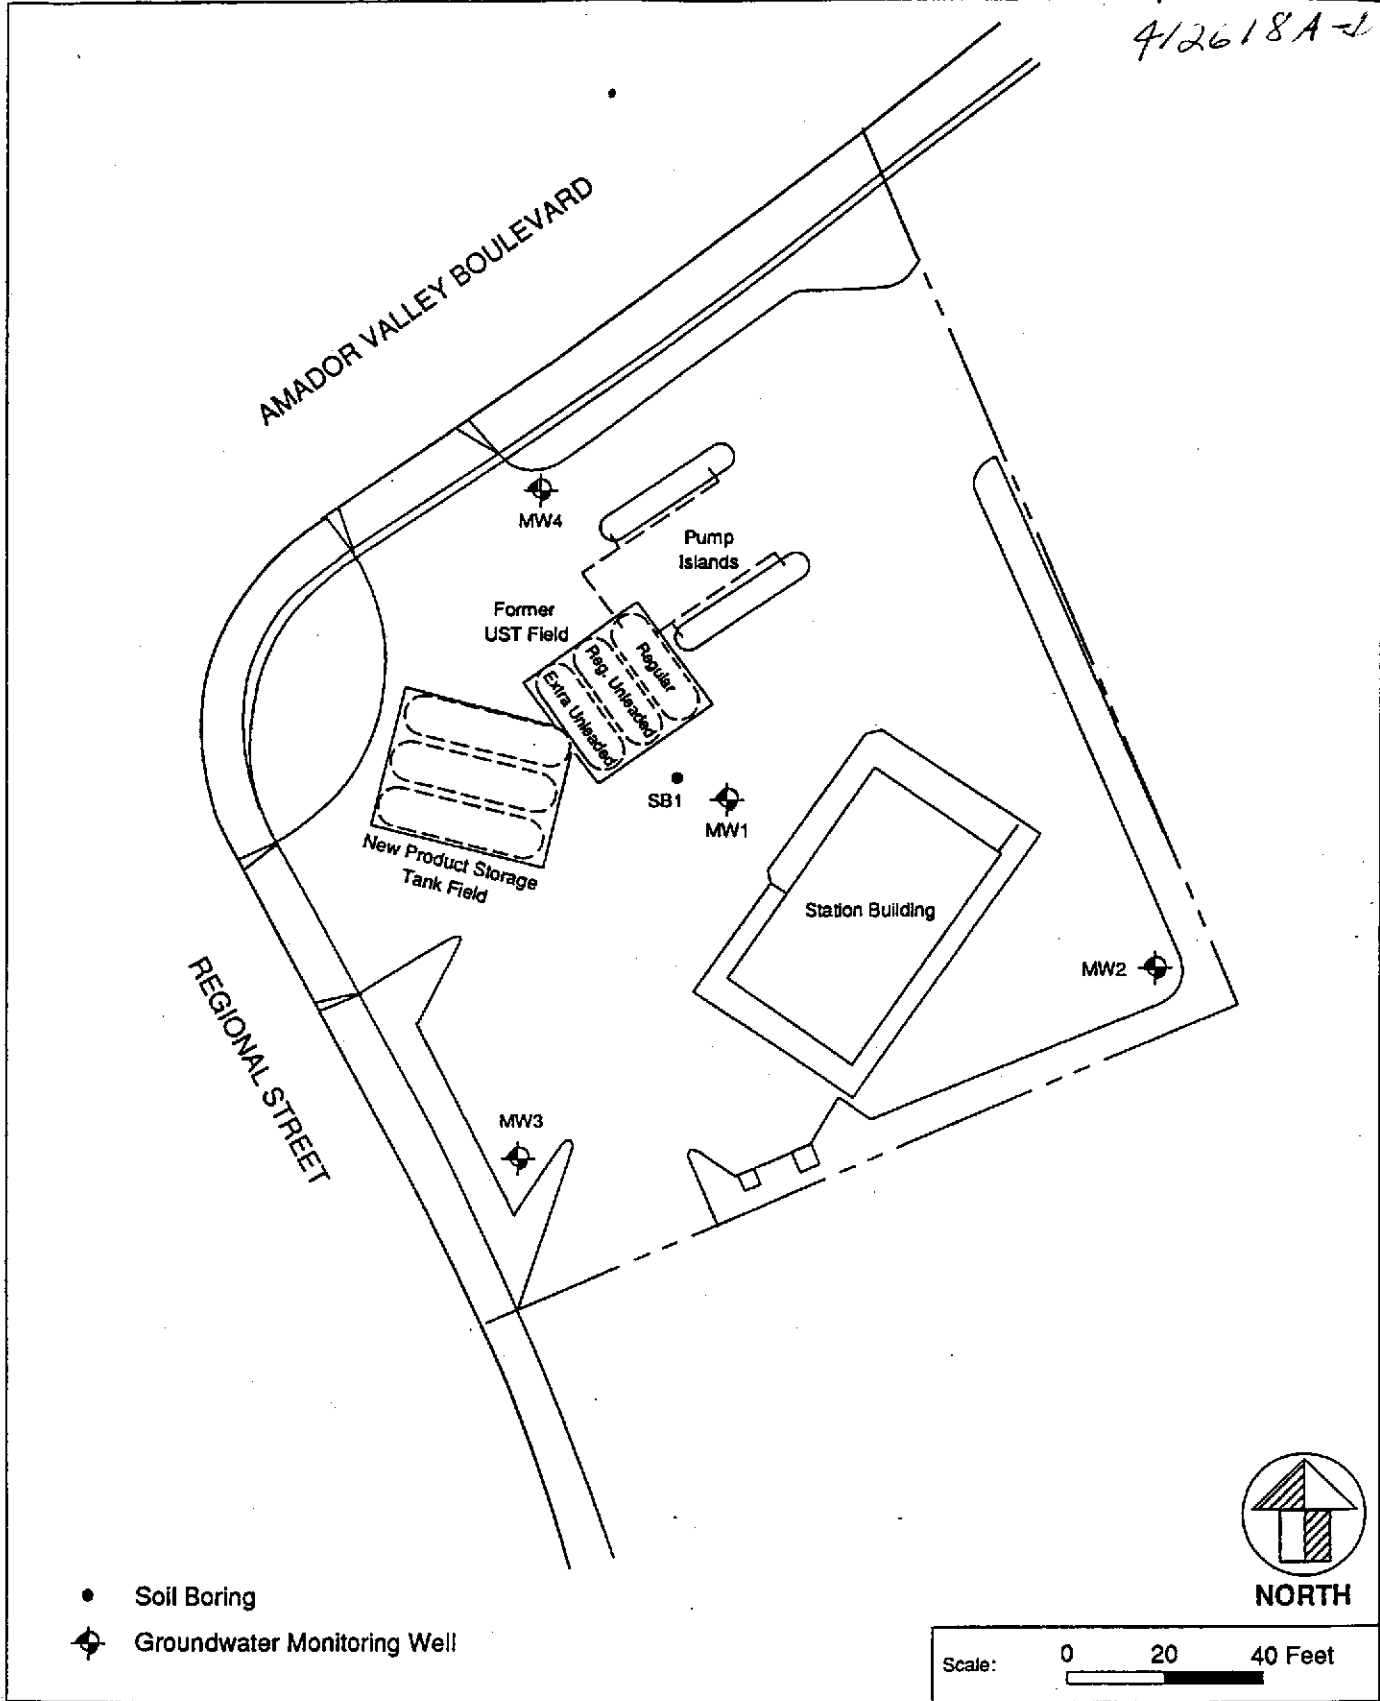 412618A-1
AMADOR VALLEY BOULEVARD
MW4
Pump
Islands
Former
UST Field
Regular
Reg. Unleaded
Extra Unleaded
SB1
MW1
New Product Storage
Tank Field
Station Building
MW2
REGIONAL STREET
MW3
NORTH
Soil Boring
Groundwater Monitoring Well
Scale:
0 20 40 Feet